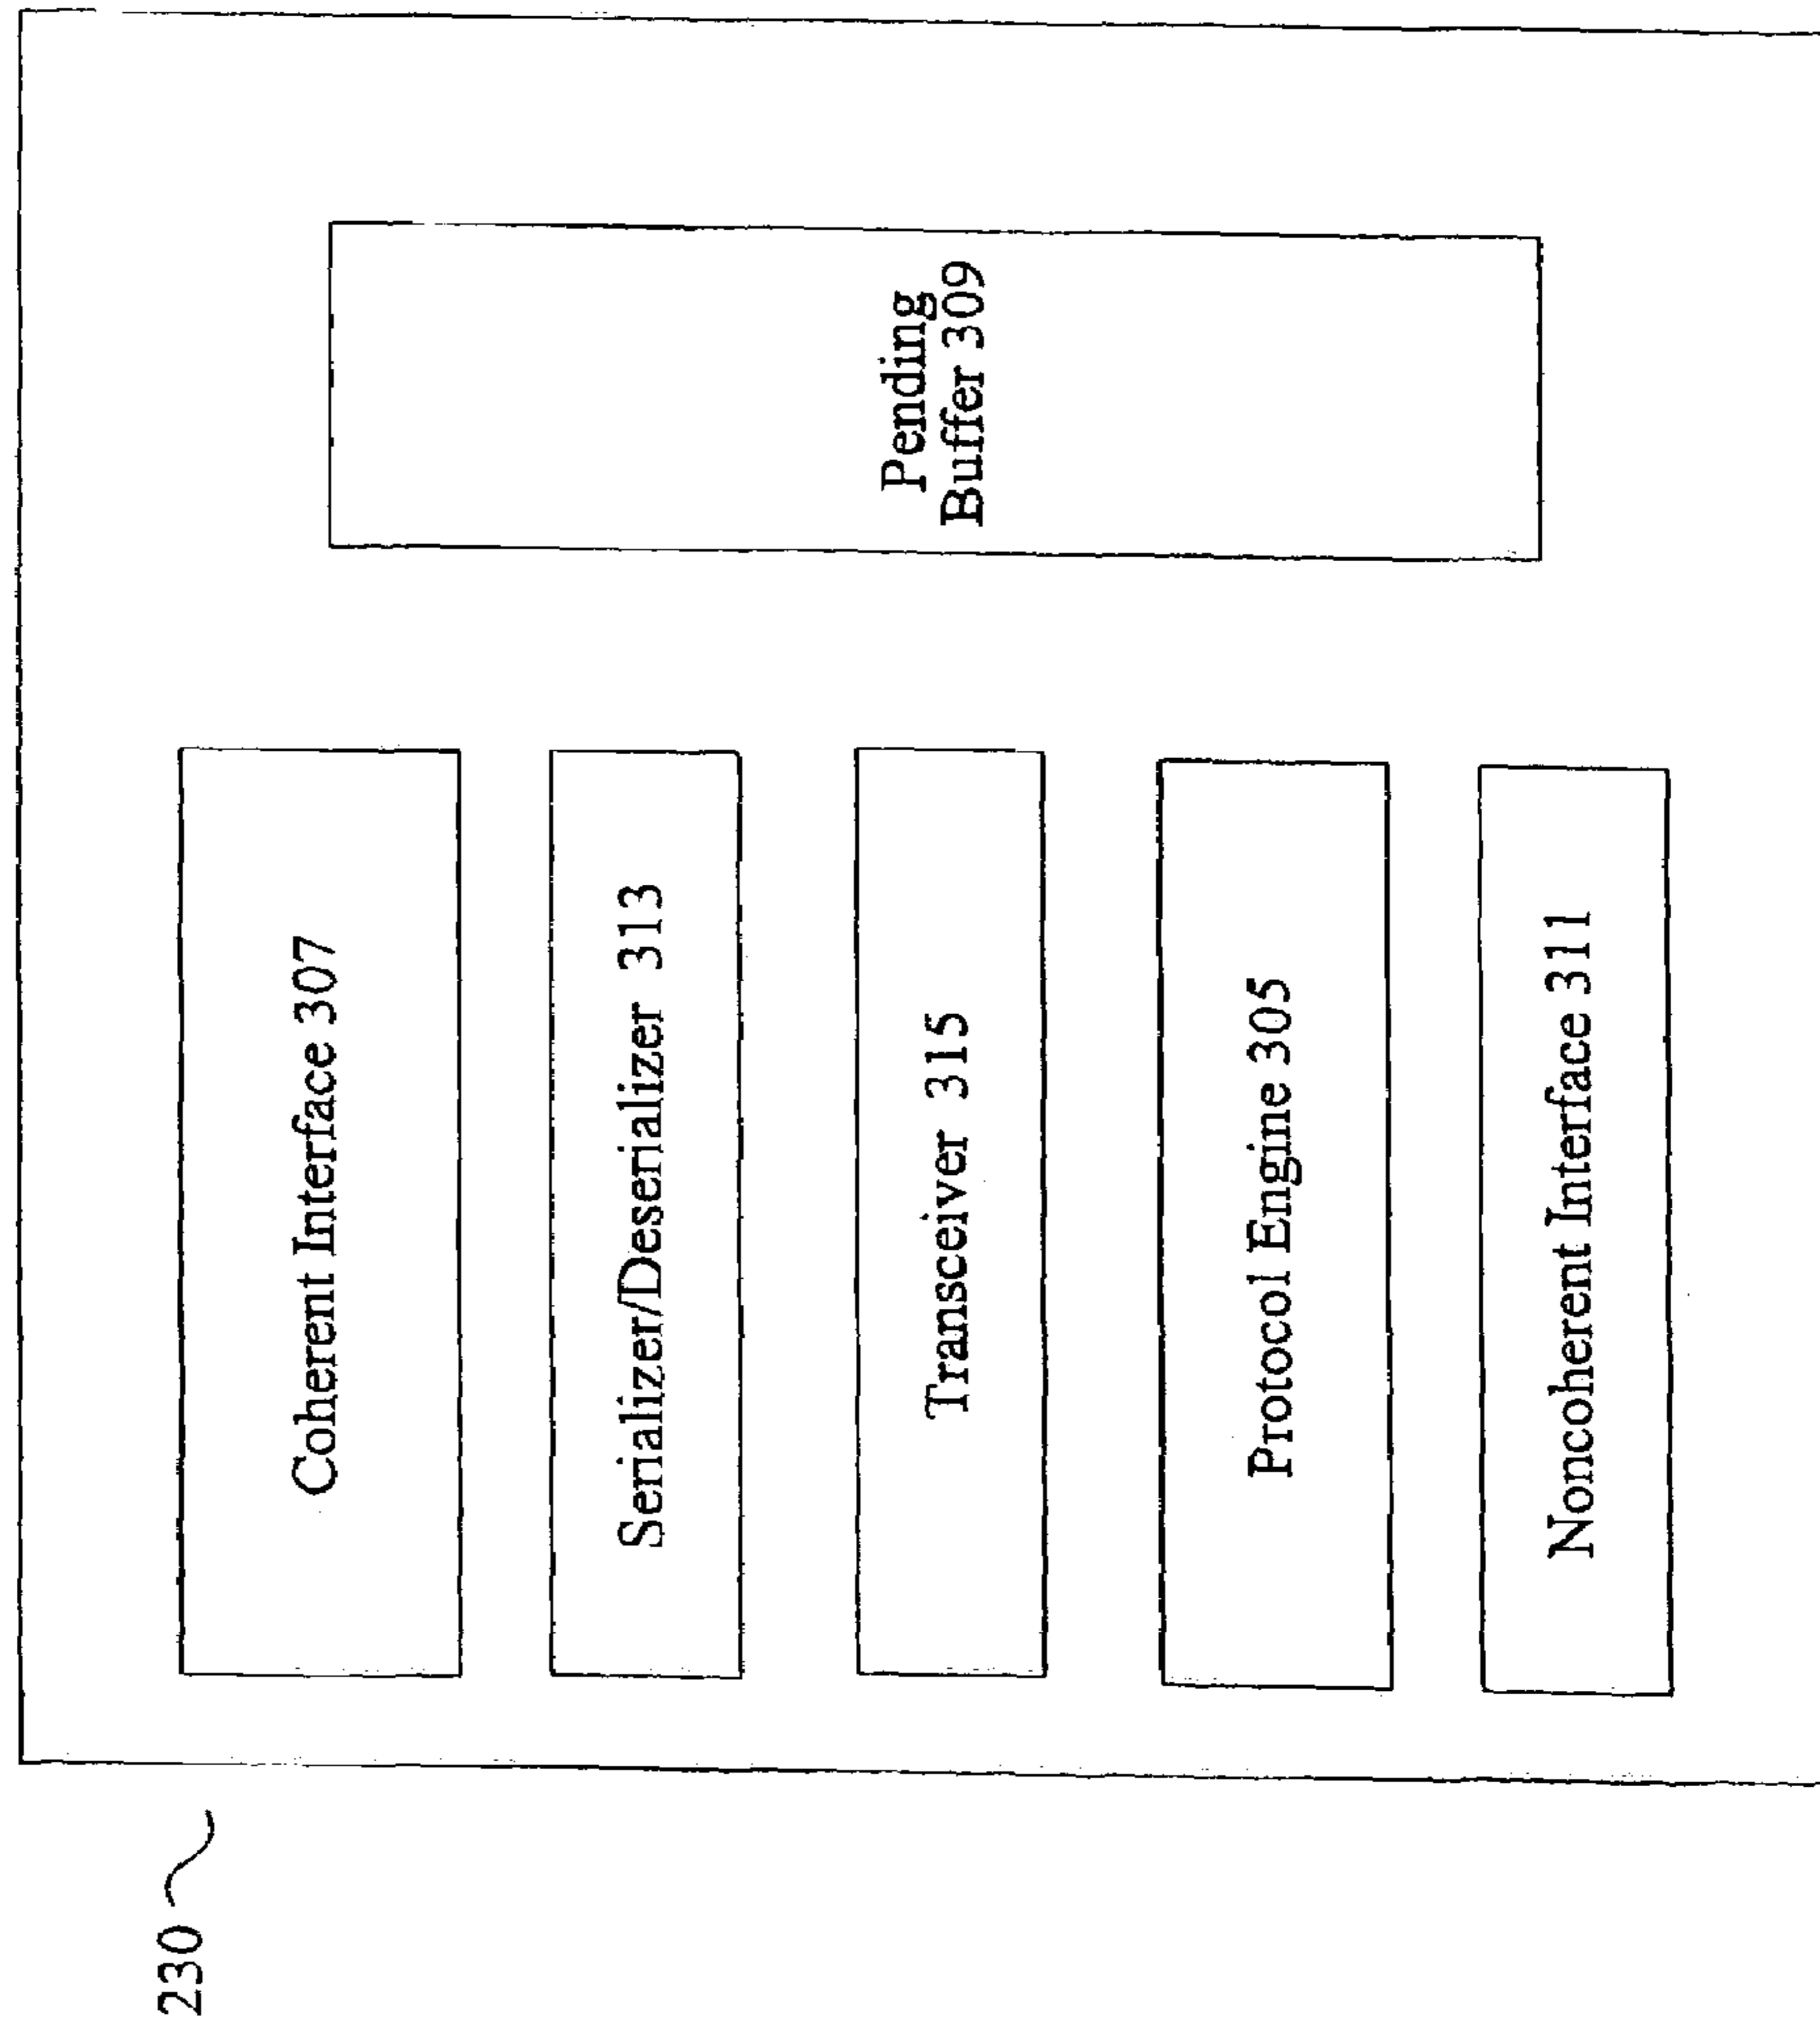 230
Coherent Interface 307
Serializer/Deserializer 313
Transceiver 315
Protocol Engine 305
Noncoherent Interface 311
Pending
Buffer 309